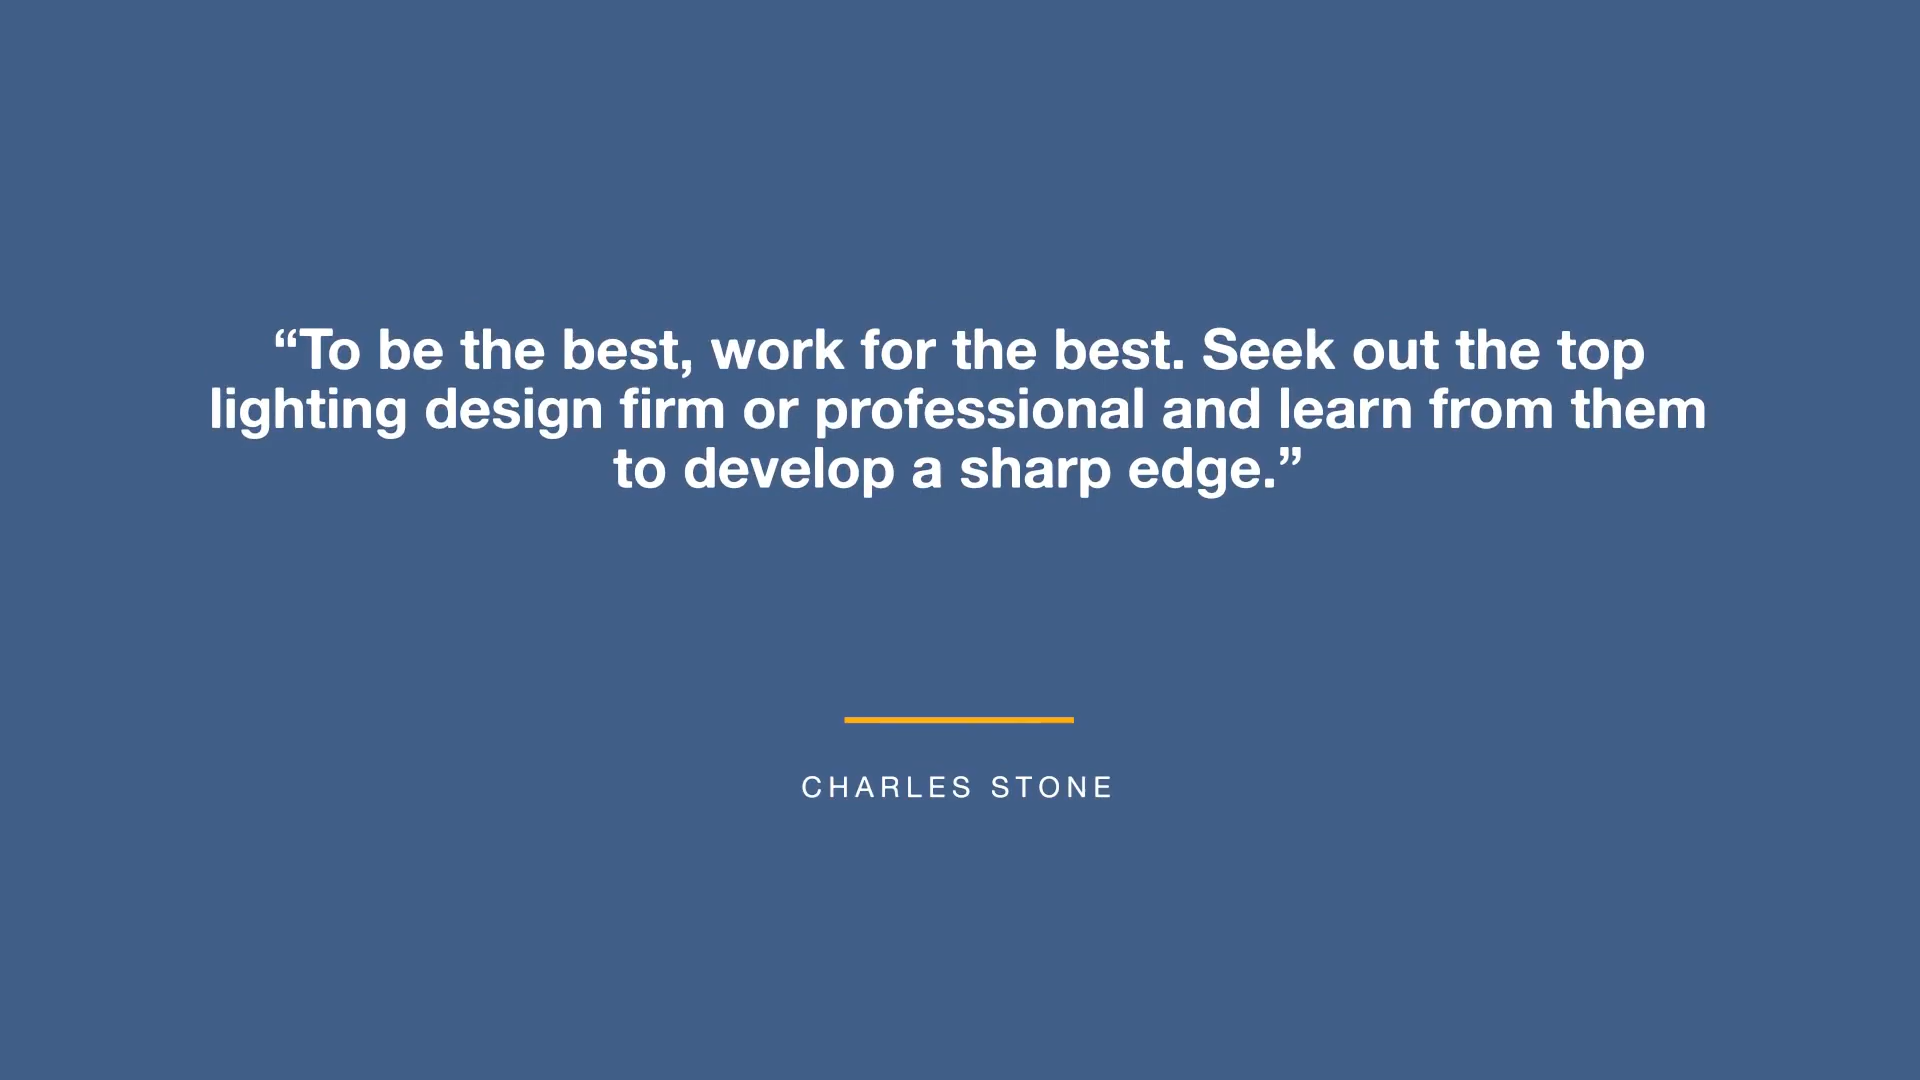 “To be the best, work for the best. Seek out the top
lighting design firm or professional and learn from them
to develop a sharp edge.”
CHARLES STONE